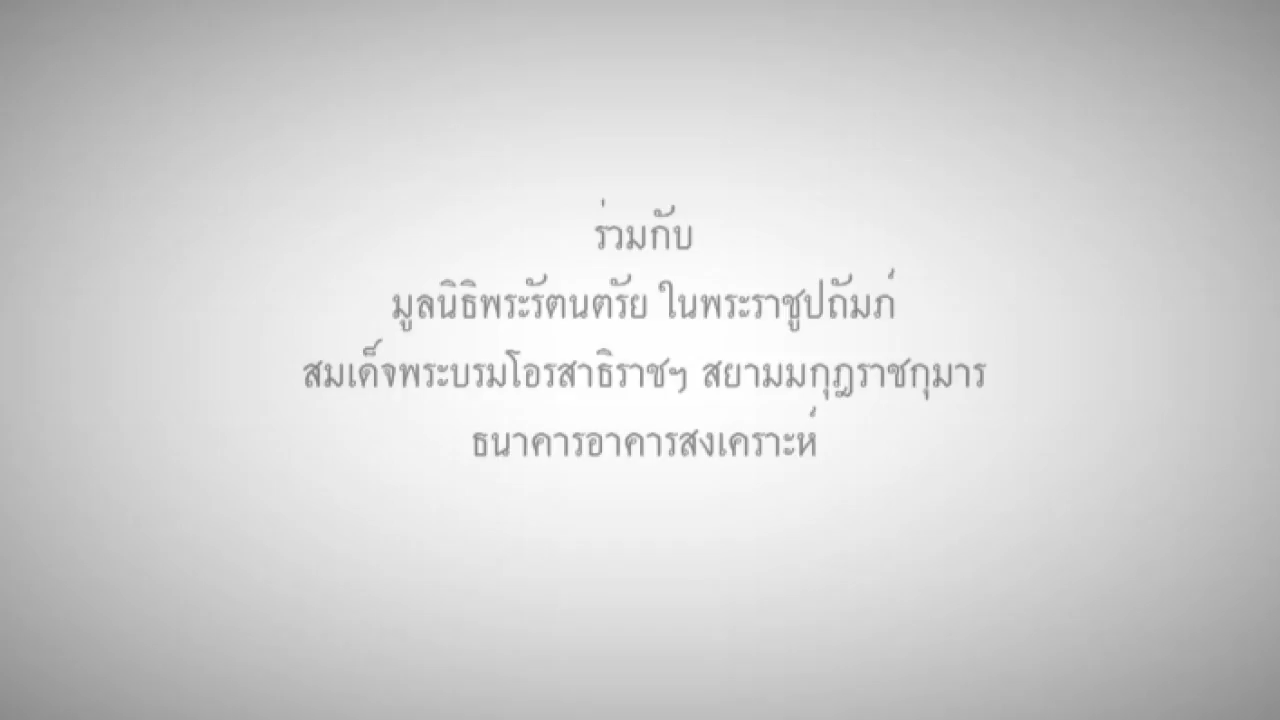 ร่วมกับ
มูลนิธิพระรัตนตรัย ในพระราชูปถัมภ์
สมเด็จพระบรมโอรสาธิราชฯ สยามมกุฎราชกุมาร
ธนาคารอาคารสงเคราะห์